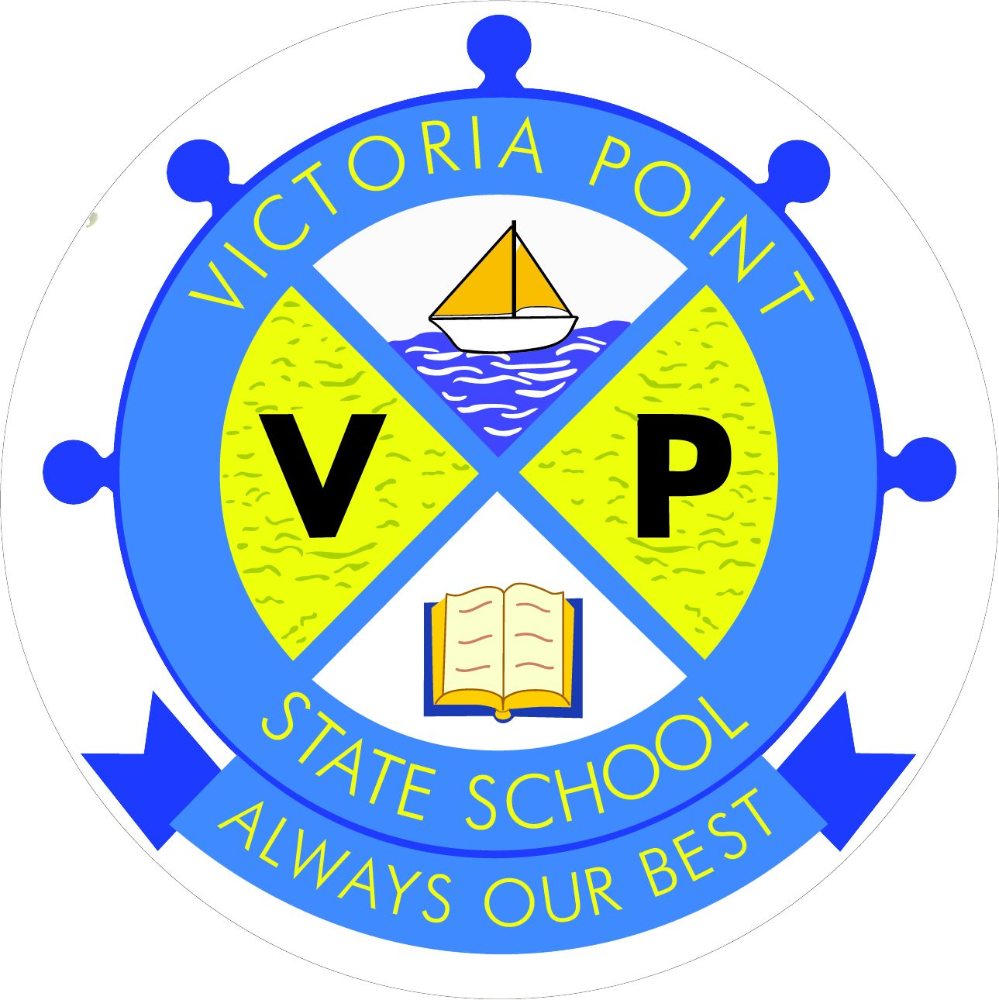 VICTORIA POINT
V P
STATE SCHOOL
ALWAYS OUR BEST